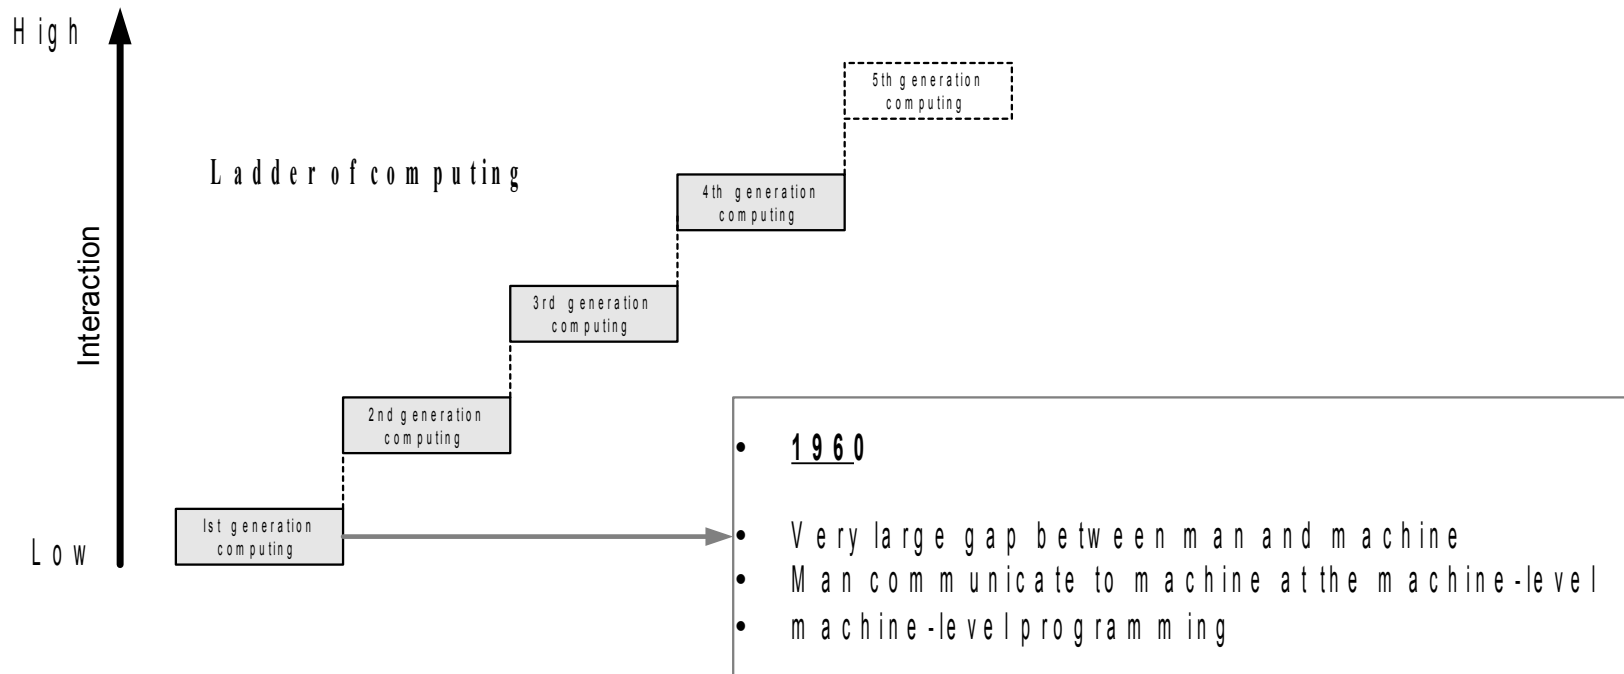 High
5th generation
computing
Ladder of computing
4th generation
computing
Interaction
3rd generation
computing
2nd generation
computing
• 1960
Ist generation
computing
Low
• Very large gap between man and machine
• Man communicate to machine at the machine-level
• machine-level programming